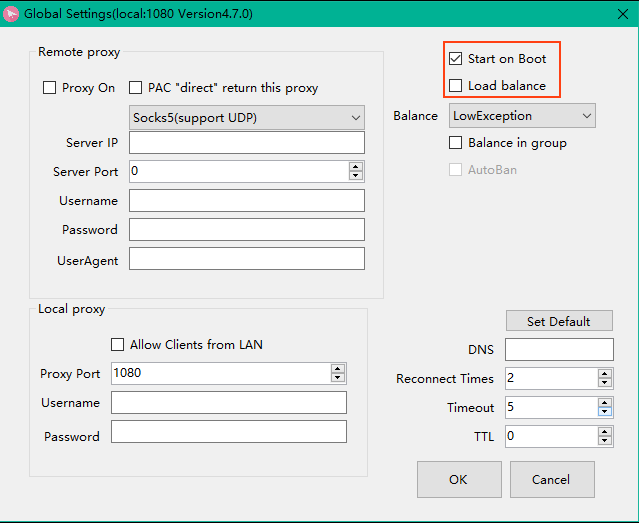 Global Settings(local:1080 Version4.7.0)
Remote proxy
Proxy On
PAC "direct" return this proxy
Socks5(support UDP)
Server IP
Server Port 0
Username
Password
UserAgent
Start on Boot
Load balance
Balance LowException
Balance in group
AutoBan
Local proxy
Allow Clients from LAN
Proxy Port 1080
Username
Password
Set Default
DNS
Reconnect Times 2
Timeout 5
TTL 0
OK
Cancel